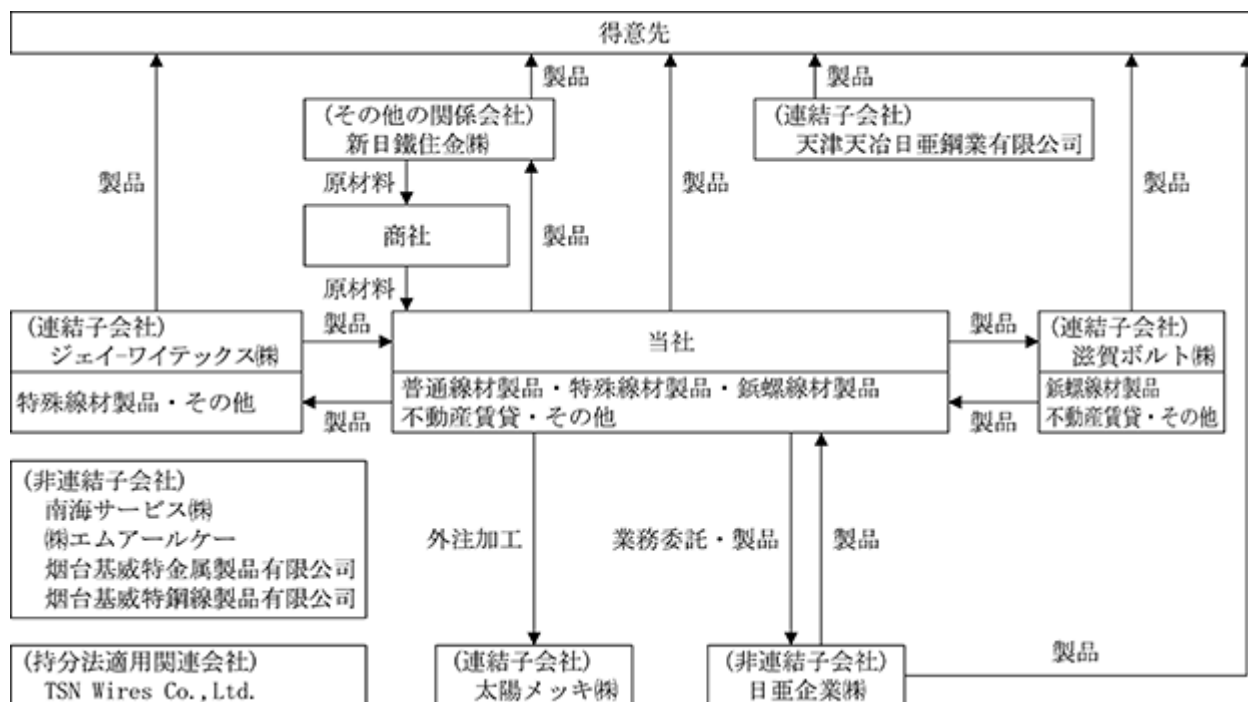 得意先
製品
製品
製品
製品
製品
(その他の関係会社)
新日鐵住金㈱
(連結子会社)
天津天冶日亜鋼業有限公司
原材料
商社
製品
原材料
(連結子会社)
ジェイ-ワイテックス㈱
特殊線材製品・その他
製品
製品
当社
普通線材製品・特殊線材製品・鋲螺線材製品
不動産賃貸・その他
製品
製品
(連結子会社)
滋賀ボルト㈱
鋲螺線材製品
不動産賃貸・その他
(非連結子会社)
南海サービス㈱
㈱エムアールケー
烟台基威特金属製品有限公司
烟台基威特鋼線製品有限公司
外注加工
業務委託・製品
製品
(持分法適用関連会社)
TSN Wires Co.,Ltd.
(連結子会社)
太陽メッキ㈱
(非連結子会社)
日亜企業㈱
製品